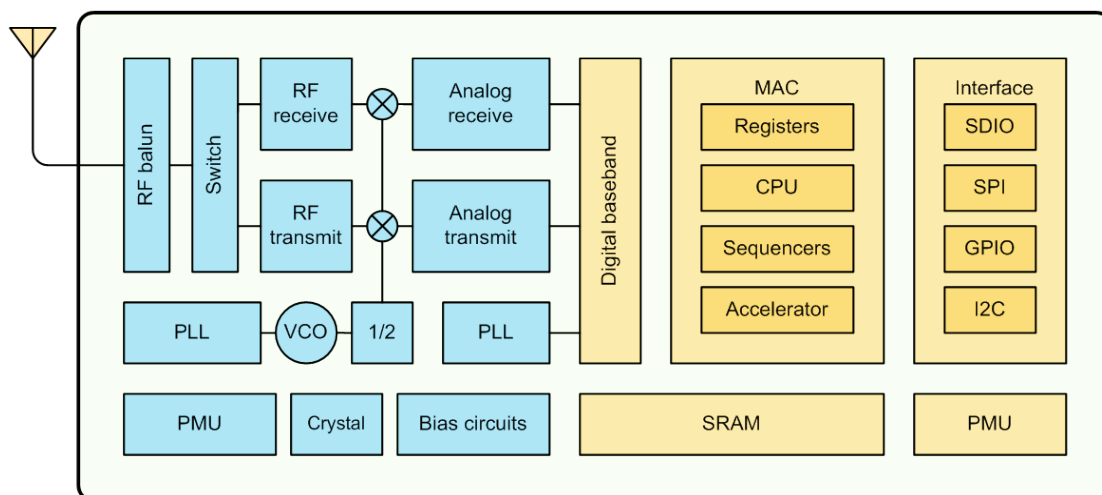 RF balun
Switch
RF
receive
Analog
receive
RF
transmit
Analog
transmit
PLL
VCO
1/2
PLL
Digital baseband
MAC
Registers
CPU
Sequencers
Accelerator
Interface
SDIO
SPI
GPIO
I2C
PMU
Crystal
Bias circuits
SRAM
PMU